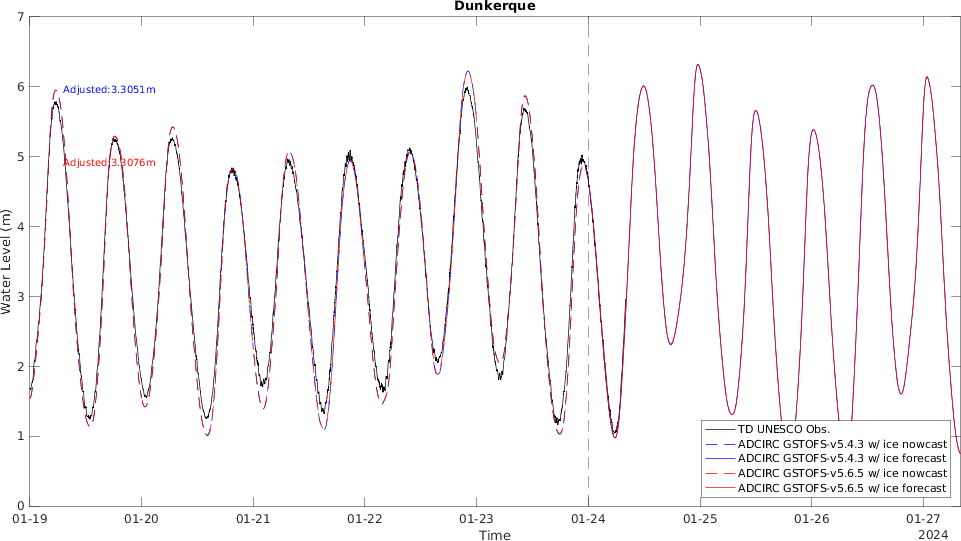 Dunkerque
7
6
5
4
3
2
1
0
Water Level (m)
Adjusted:3.3051m
Adjusted:3.3076m
TD UNESCO Obs.
ADCIRC GSTOFS-v5.4.3 w/ ice nowcast
ADCIRC GSTOFS-v5.4.3 w/ ice forecast
ADCIRC GSTOFS-v5.6.5 w/ ice nowcast
ADCIRC GSTOFS-v5.6.5 w/ ice forecast
01-19 01-20 01-21 01-22 01-23 01-24 01-25 01-26 01-27
Time
2024